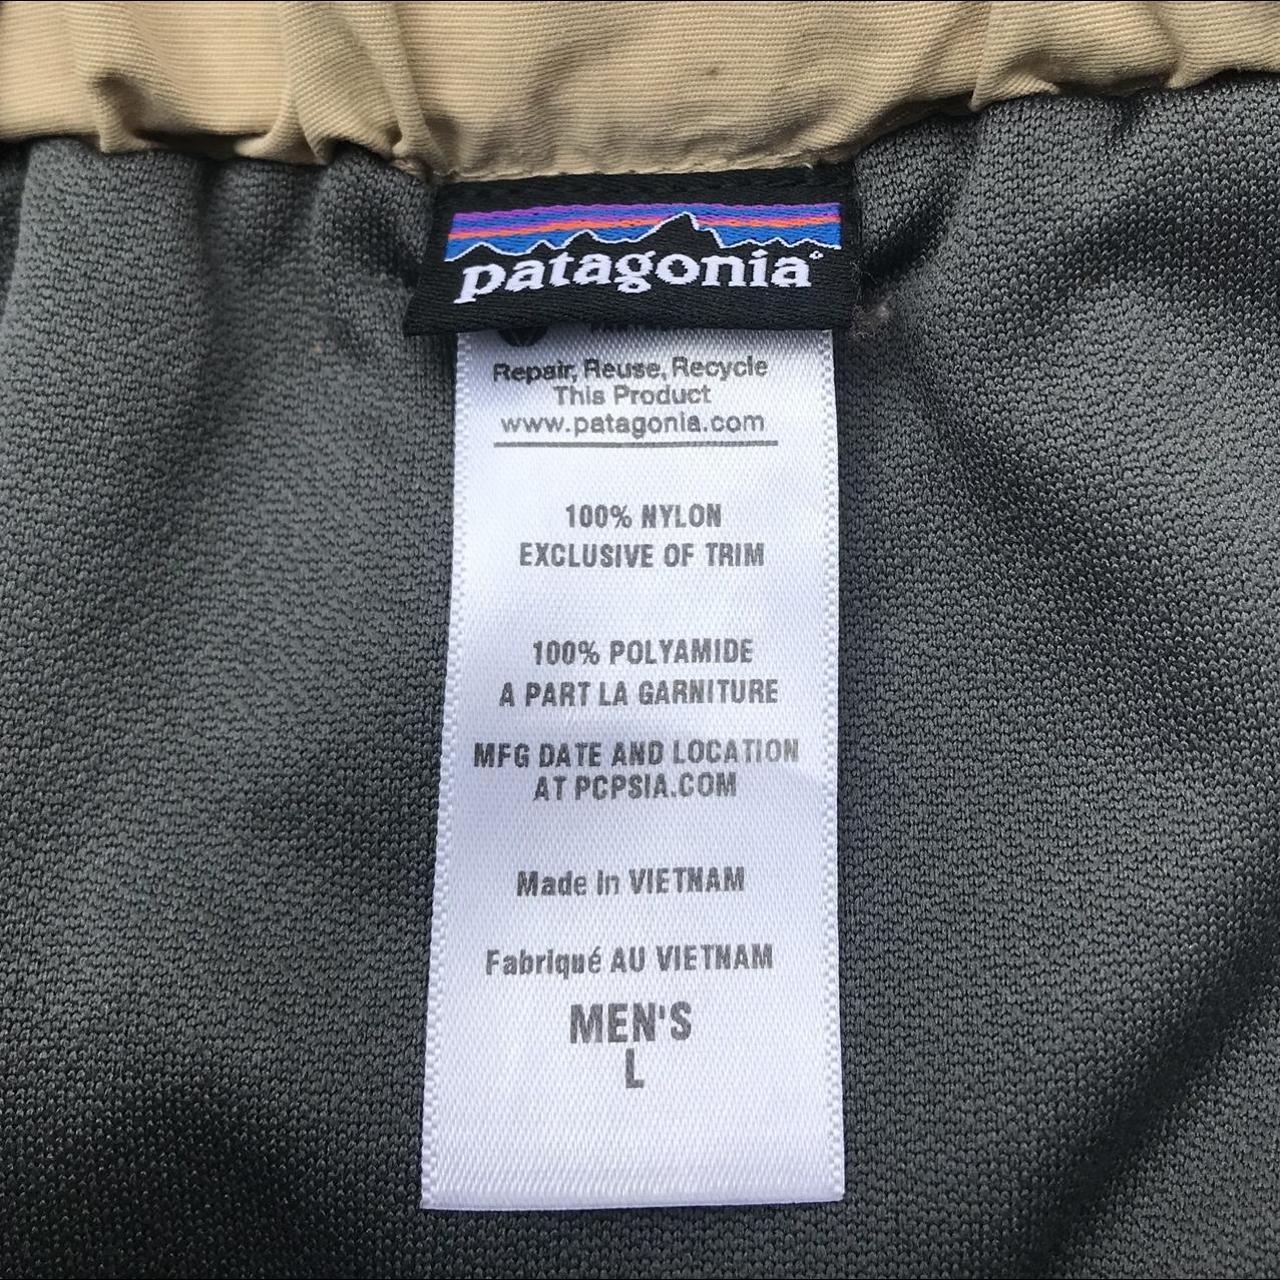 patagonia®
Repair, Reuse, Recycle
This Product
www.patagonia.com
100% NYLON
EXCLUSIVE OF TRIM
100% POLYAMIDE
A PART LA GARNITURE
MFG DATE AND LOCATION
AT PCPSIA.COM
Made In VIETNAM
Fabriqué AU VIETNAM
MEN'S
L